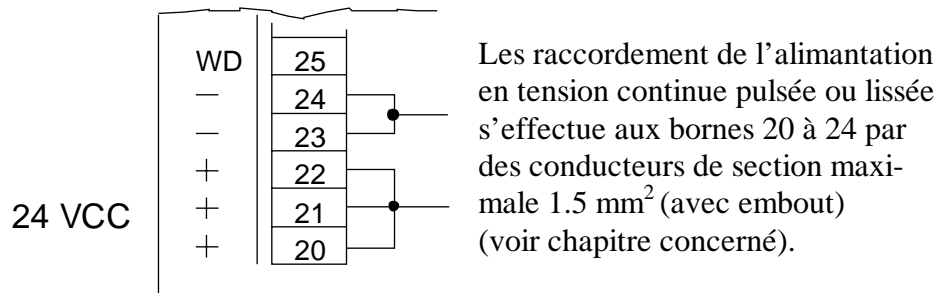 WD 25
— 24
— 23
+ 22
24 VCC + 21
+ 20
Les raccordement de l’alimantation
en tension continue pulsée ou lissée
s’effectue aux bornes 20 à 24 par
des conducteurs de section maxi-
male 1.5 mm² (avec embout)
(voir chapitre concerné).